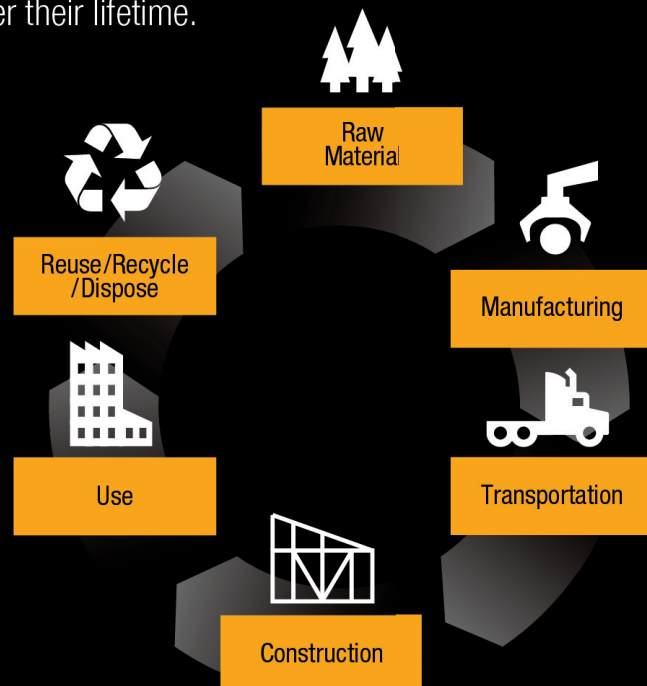 er their lifetime.
Raw
Material
Reuse/Recycle
/Dispose
Manufacturing
Use
Transportation
Construction